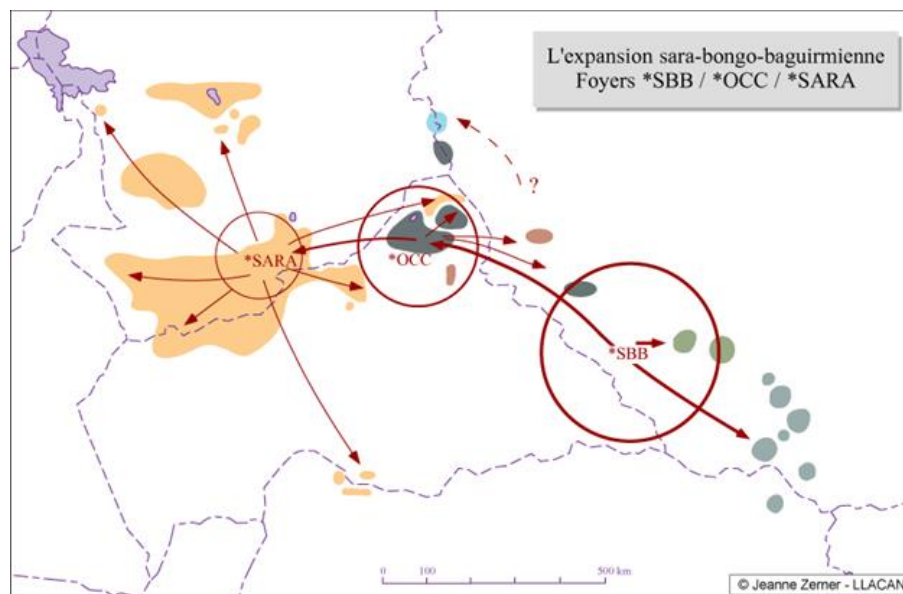 L'expansion sara-bongo-baguirmienne
Foyers *SBB / *OCC / *SARA
?
*SARA
*OCC
*SBB
0 100 500 km
© Jeanne Zerner - LLACAN